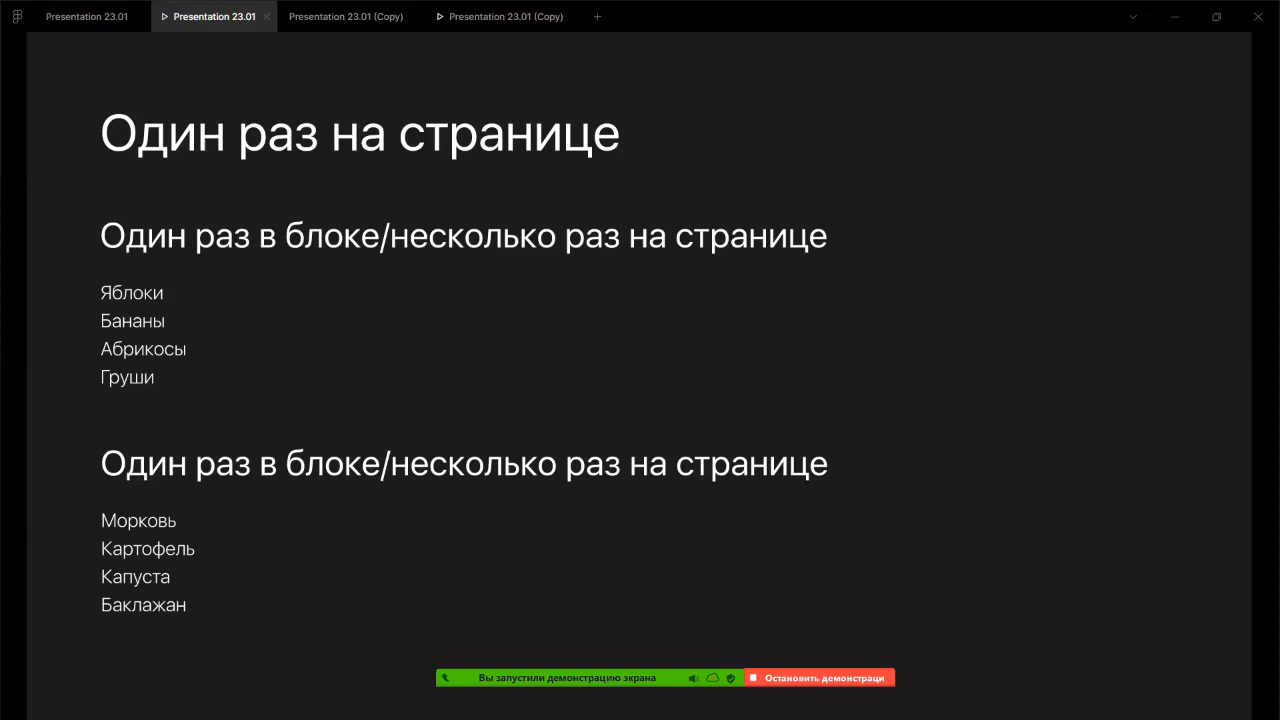 Presentation 23.01
Presentation 23.01
Presentation 23.01 (Copy)
Presentation 23.01 (Copy)
Один раз на странице
Один раз в блоке/несколько раз на странице
Яблоки
Бананы
Абрикосы
Груши
Один раз в блоке/несколько раз на странице
Морковь
Картофель
Капуста
Баклажан
Вы запустили демонстрацию экрана
Остановить демонстраци